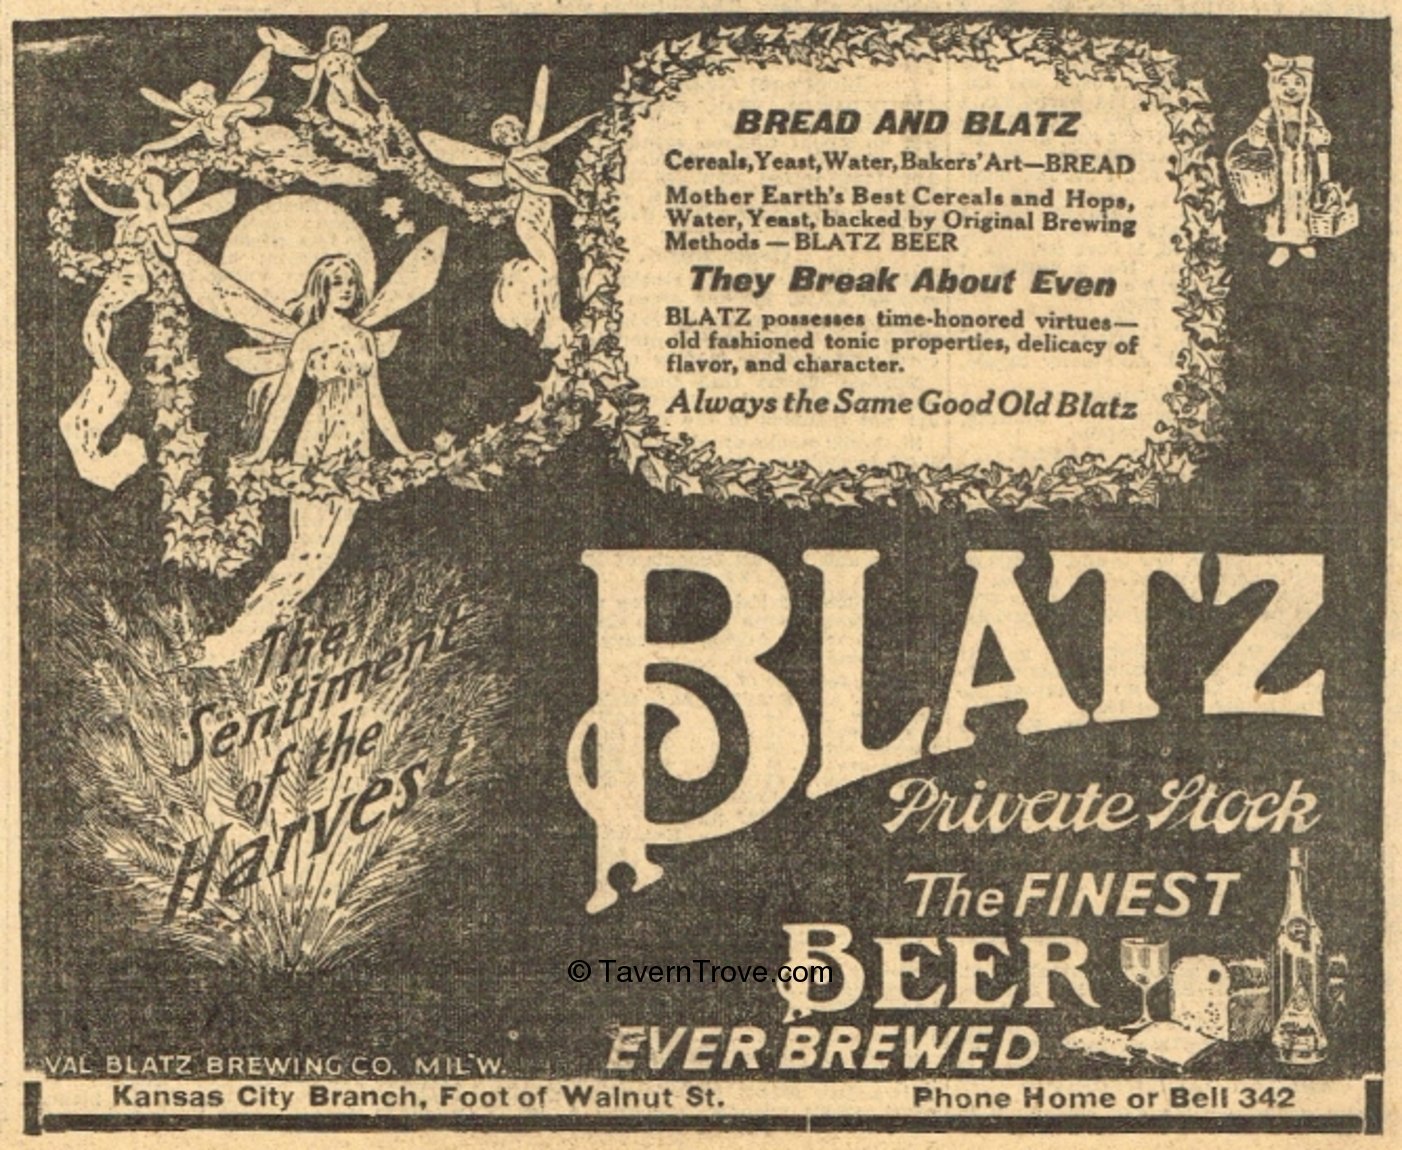 BREAD AND BLATZ
Cereals, Yeast, Water, Bakers' Art—BREAD
Mother Earth's Best Cereals and Hops,
Water, Yeast, backed by Original Brewing
Methods — BLATZ BEER
They Break About Even
BLATZ possesses time-honored virtues—
old fashioned tonic properties, delicacy of
flavor, and character.
Always the Same Good Old Blatz
The
Sentiment
of the
Harvest
BLATZ
Private Stock
The FINEST
BEER
EVER BREWED
© TavernTrove.com
VAL BLATZ BREWING CO. MIL'W.
Kansas City Branch, Foot of Walnut St. Phone Home or Bell 342